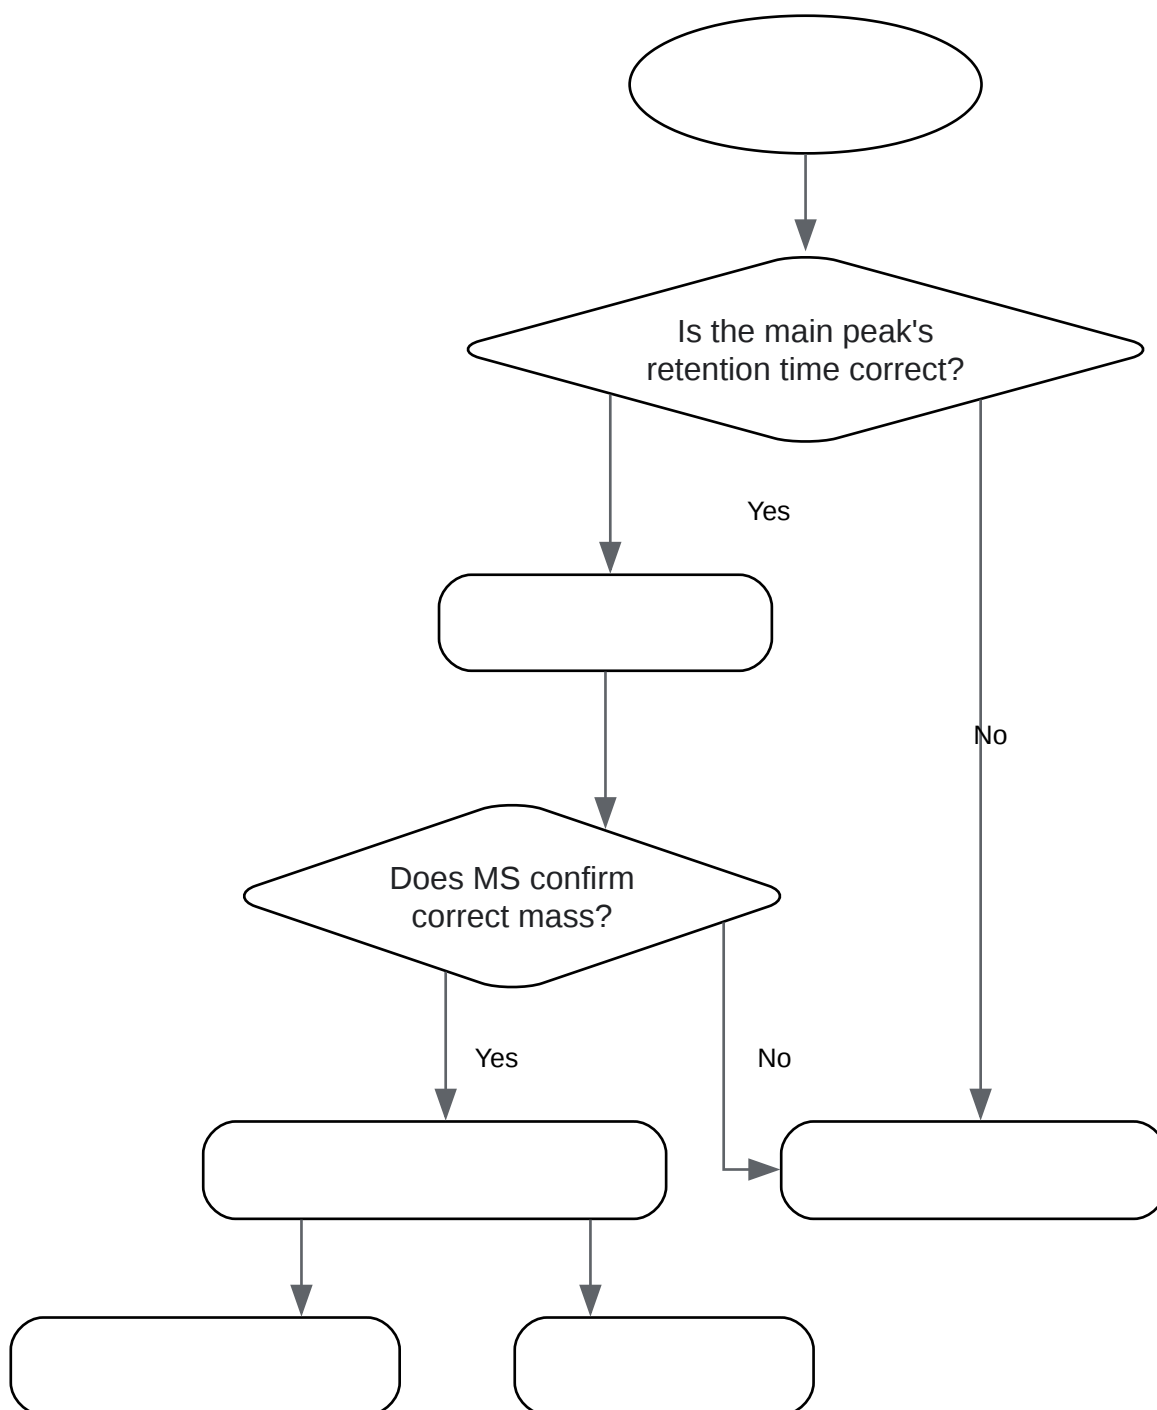 Is the main peak's
retention time correct?
Yes
No
Does MS confirm
correct mass?
Yes
No